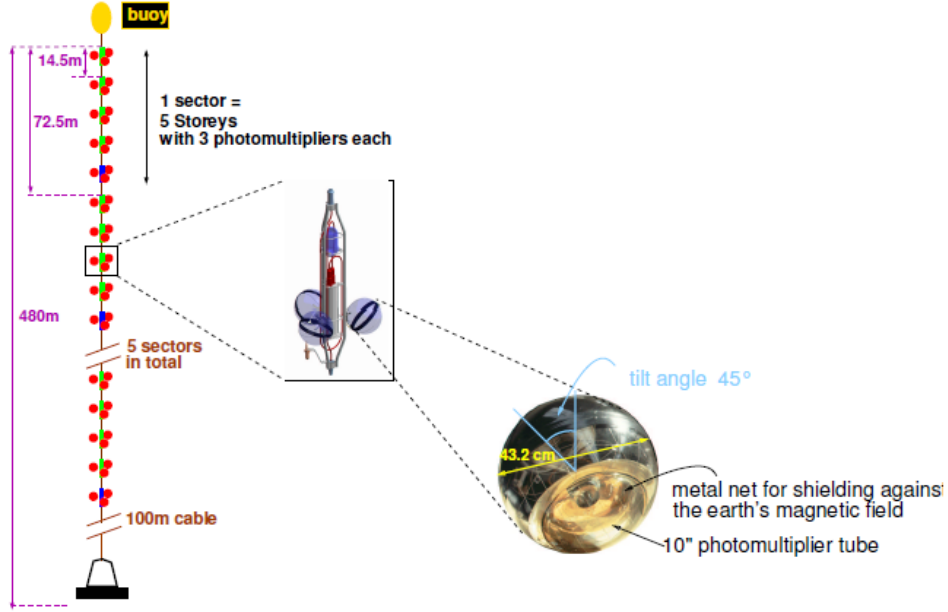 buoy
14.5m
72.5m
1 sector =
5 Storeys
with 3 photomultipliers each
480m
5 sectors
in total
100m cable
tilt angle 45°
43.2 cm
metal net for shielding against
the earth's magnetic field
10" photomultiplier tube